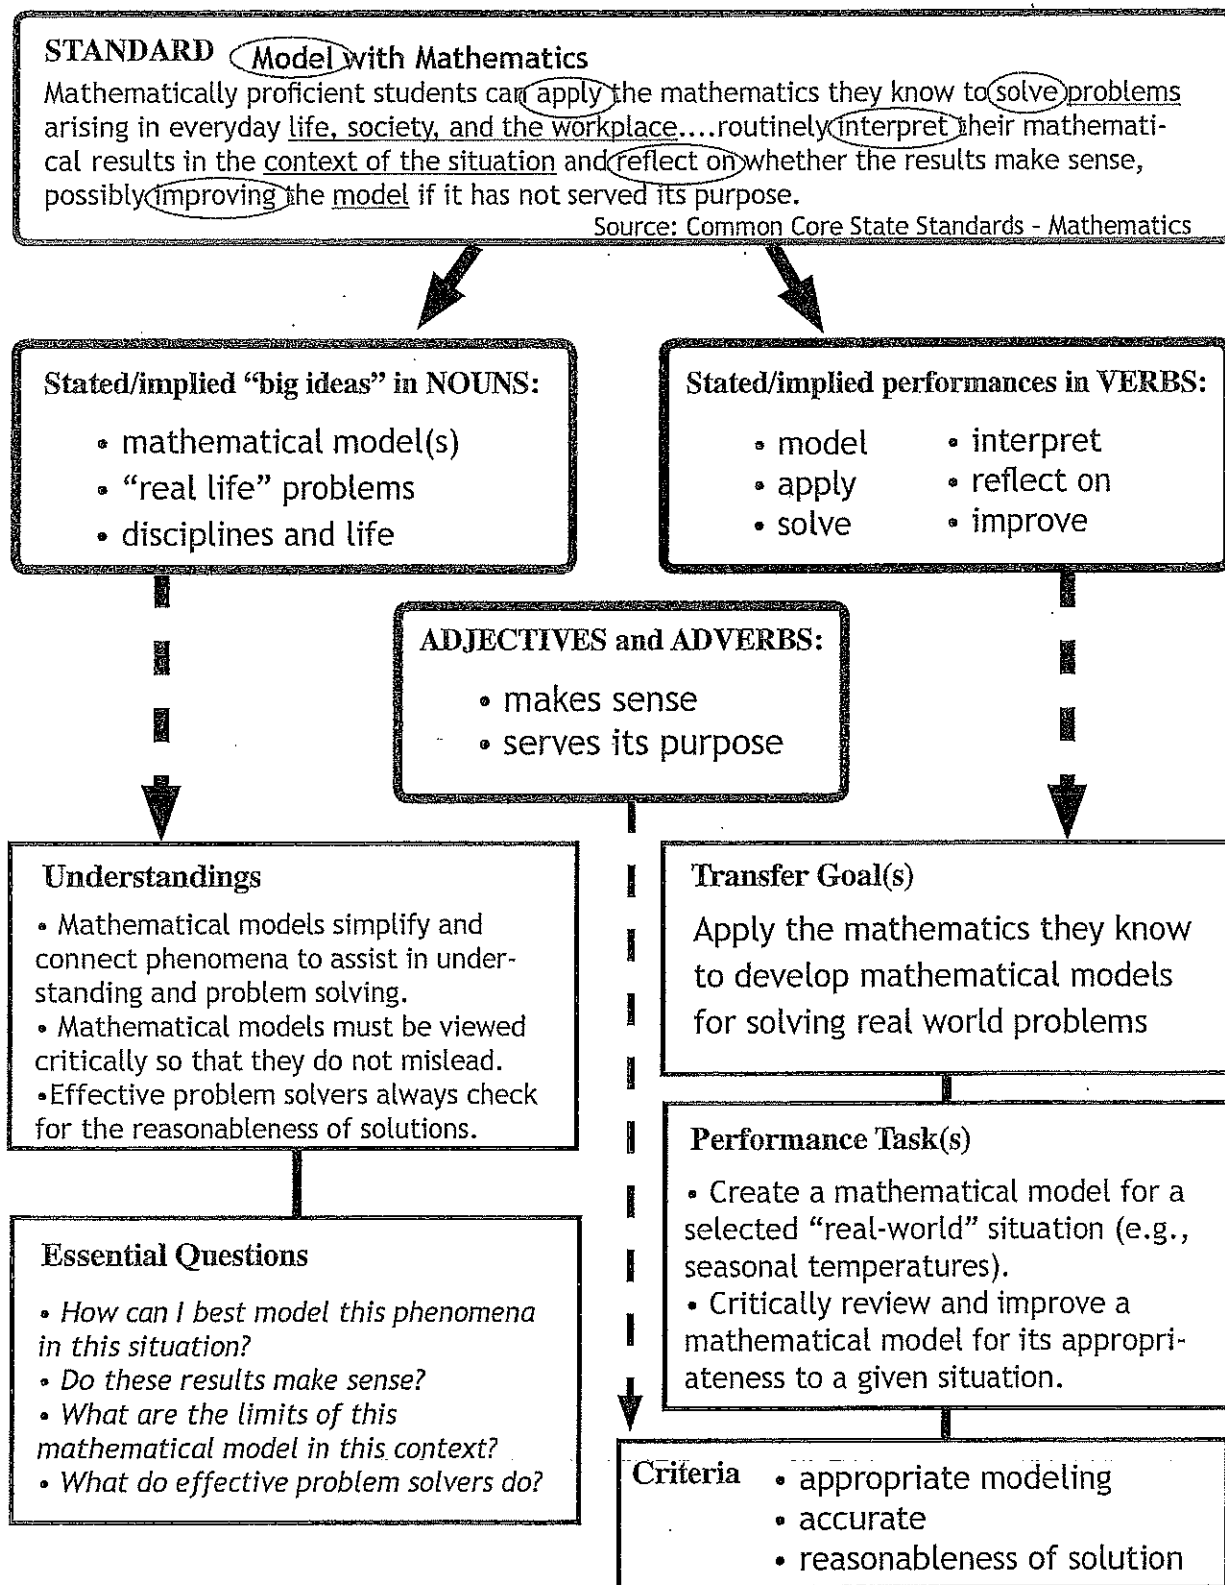 STANDARD Model with Mathematics
Mathematically proficient students can apply the mathematics they know to solve problems
arising in everyday life, society, and the workplace....routinely interpret their mathemati-
cal results in the context of the situation and reflect on whether the results make sense,
possibly improving the model if it has not served its purpose.
Source: Common Core State Standards - Mathematics
Stated/implied “big ideas” in NOUNS:
• mathematical model(s)
• “real life” problems
• disciplines and life
Stated/implied performances in VERBS:
• model
• apply
• solve
• interpret
• reflect on
• improve
ADJECTIVES and ADVERBS:
• makes sense
• serves its purpose
Understandings
• Mathematical models simplify and
connect phenomena to assist in under-
standing and problem solving.
• Mathematical models must be viewed
critically so that they do not mislead.
•Effective problem solvers always check
for the reasonableness of solutions.
Essential Questions
• How can I best model this phenomena
in this situation?
• Do these results make sense?
• What are the limits of this
mathematical model in this context?
• What do effective problem solvers do?
Transfer Goal(s)
Apply the mathematics they know
to develop mathematical models
for solving real world problems
Performance Task(s)
• Create a mathematical model for a
selected “real-world” situation (e.g.,
seasonal temperatures).
• Critically review and improve a
mathematical model for its appropri-
ateness to a given situation.
Criteria • appropriate modeling
• accurate
• reasonableness of solution